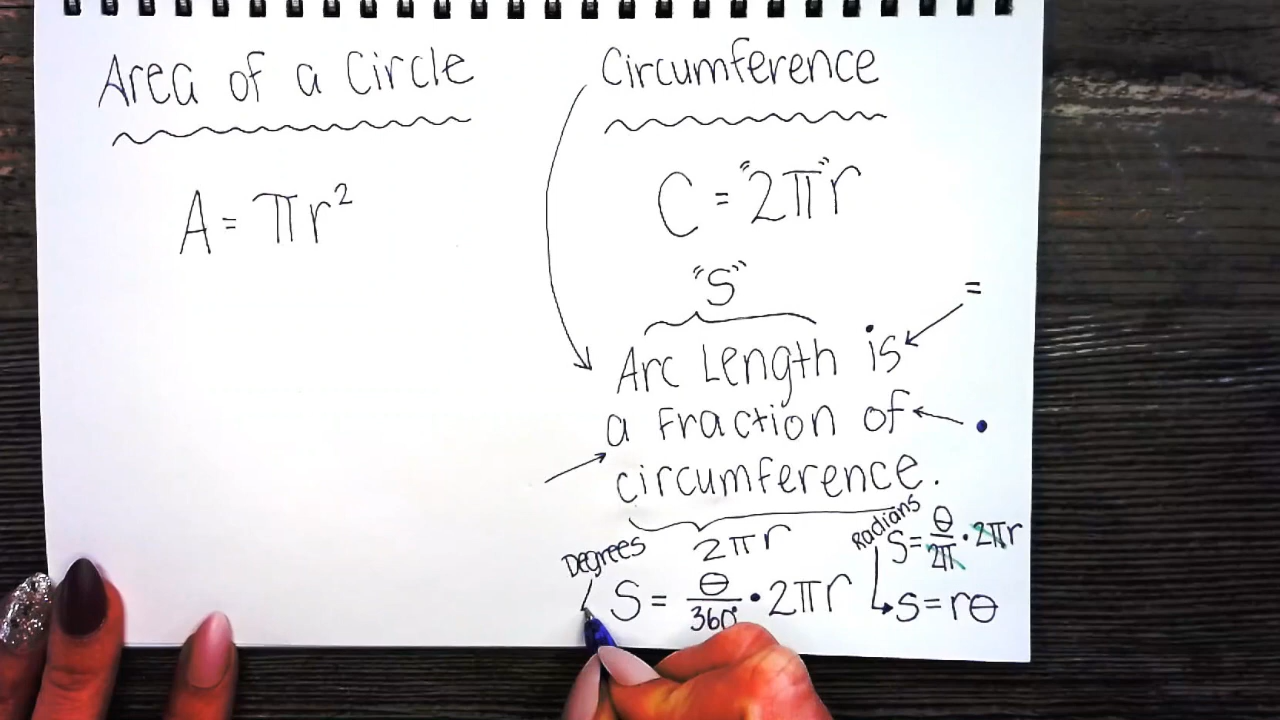 Area of a Circle
A = πr²
Circumference
C = "2π"r
"S"
=
Arc Length is
a fraction of
•
circumference.
2πr
Degrees
S = θ/360° • 2πr
Radians
S = θ/2π • 2πr
S = rθ